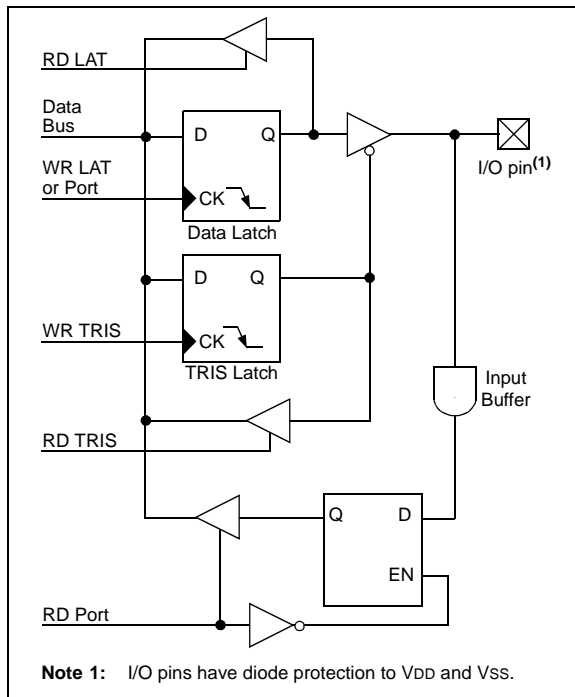 RD LAT
Data
Bus
D
Q
WR LAT
or Port
CK
I/O pin(1)
Data Latch
D
Q
WR TRIS
CK
TRIS Latch
Input
Buffer
RD TRIS
Q
D
EN
RD Port
Note 1: I/O pins have diode protection to VDD and VSS.